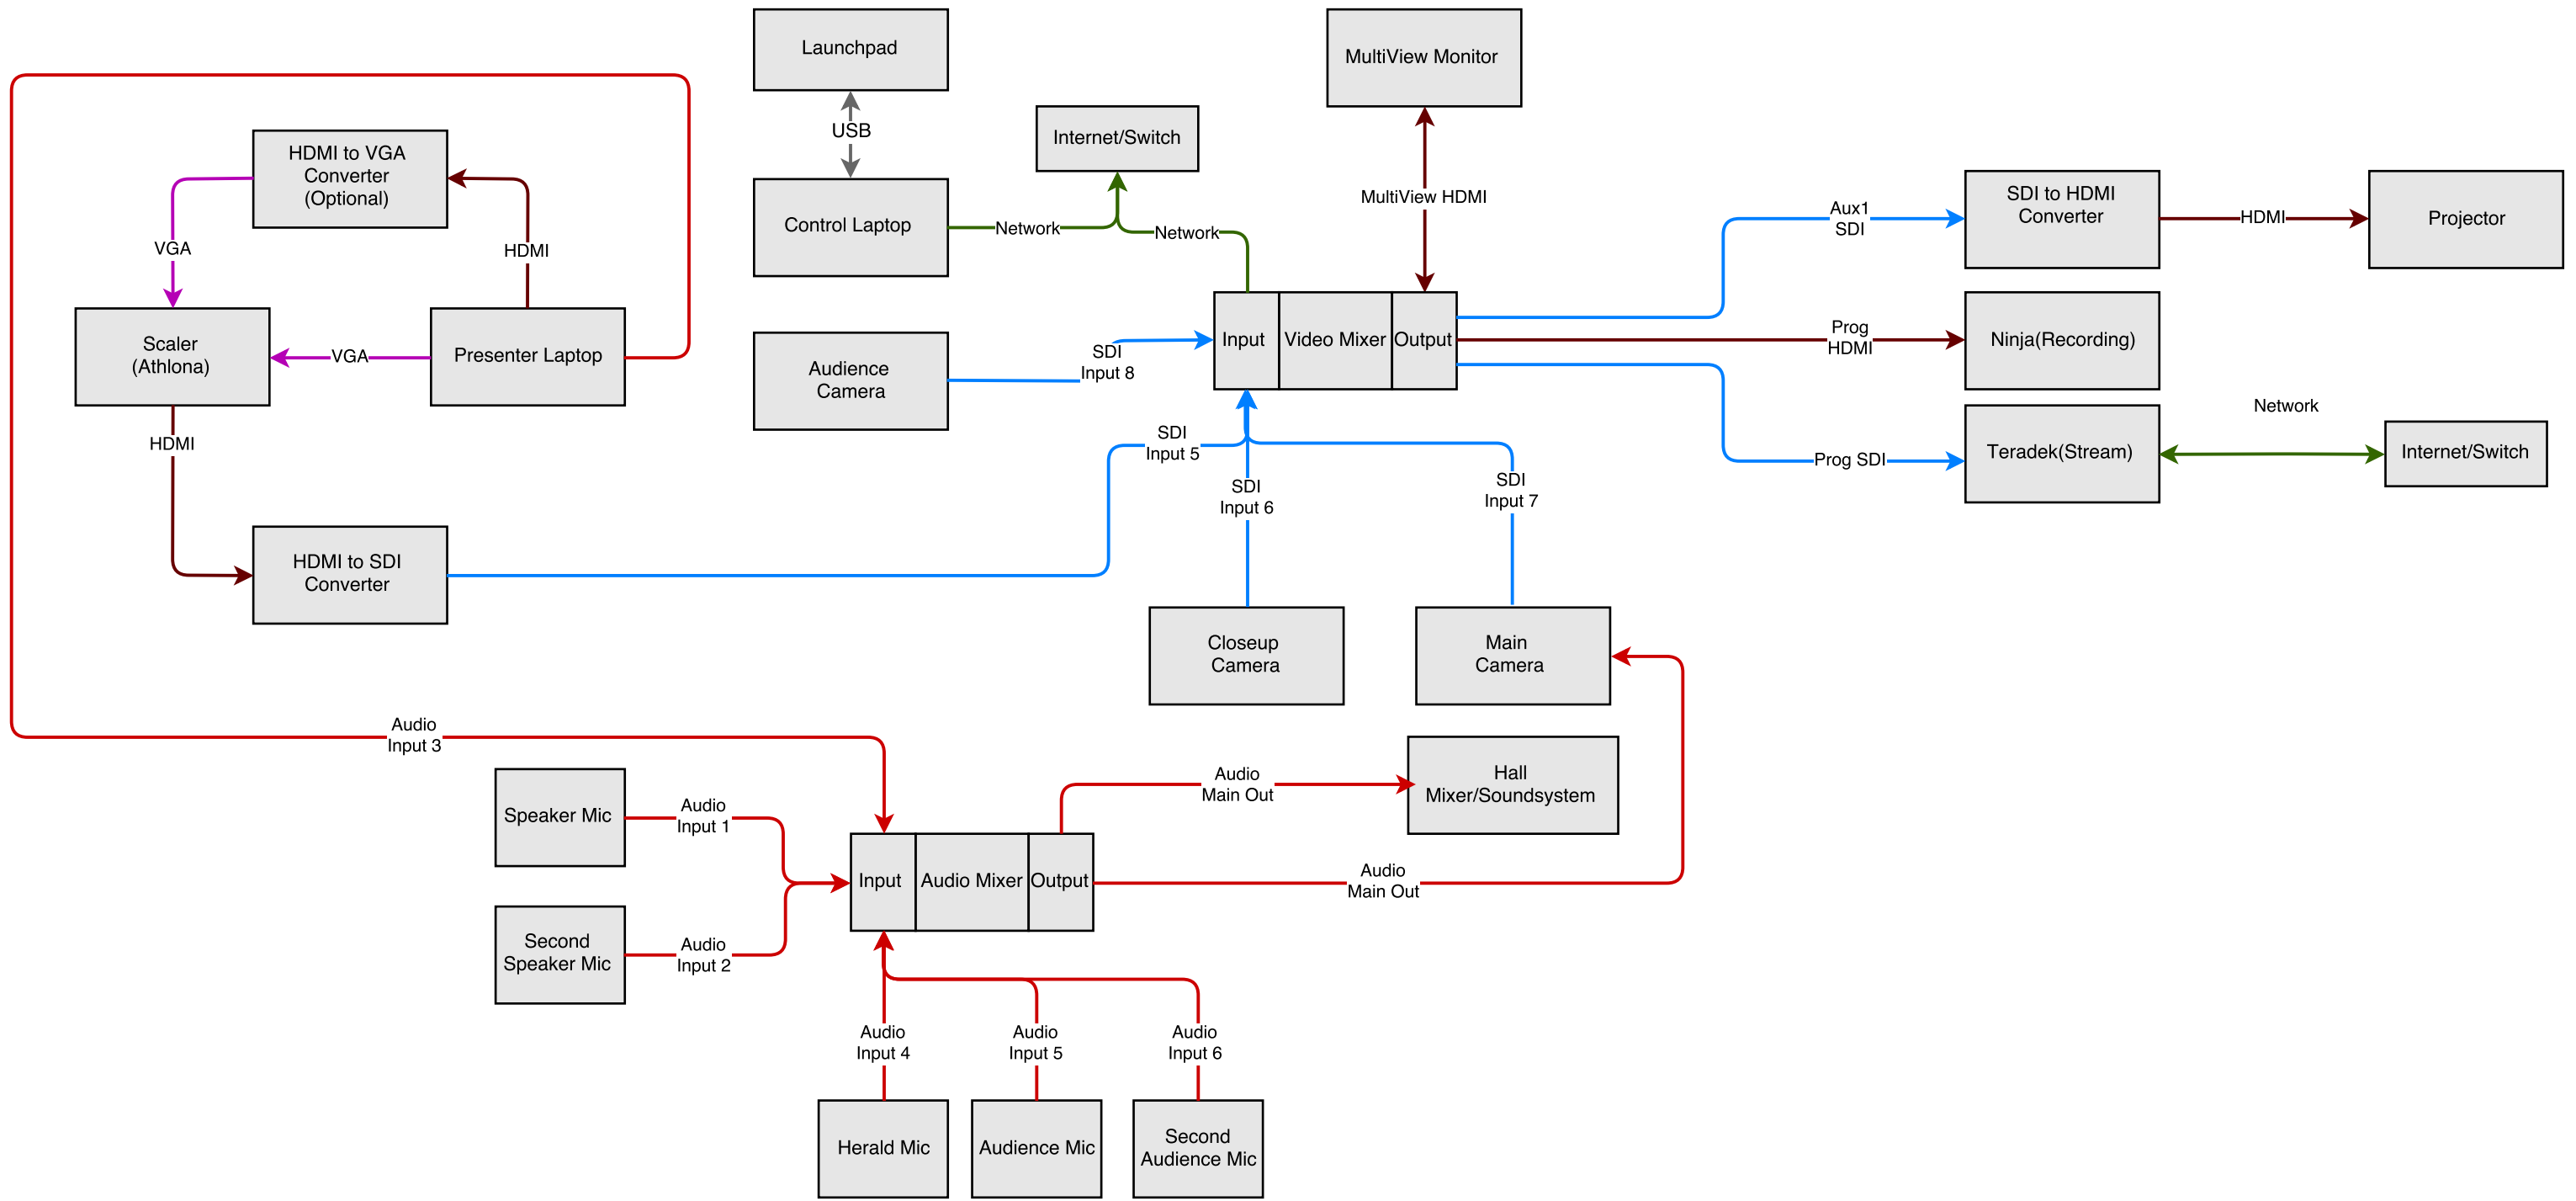 Launchpad
MultiView Monitor
USB
Internet/Switch
HDMI to VGA
Converter
(Optional)
VGA
HDMI
Control Laptop
Network
Network
MultiView HDMI
Aux1
SDI
SDI to HDMI
Converter
HDMI
Projector
Scaler
(Athlona)
VGA
Presenter Laptop
Audience
Camera
SDI
Input 8
Input
Video Mixer
Output
Prog
HDMI
Ninja(Recording)
Network
HDMI
SDI
Input 5
SDI
Input 6
SDI
Input 7
Prog SDI
Teradek(Stream)
Internet/Switch
HDMI to SDI
Converter
Closeup
Camera
Main
Camera
Audio
Input 3
Speaker Mic
Audio
Input 1
Audio
Main Out
Hall
Mixer/Soundsystem
Input
Audio Mixer
Output
Audio
Main Out
Second
Speaker Mic
Audio
Input 2
Audio
Input 4
Audio
Input 5
Audio
Input 6
Herald Mic
Audience Mic
Second
Audience Mic